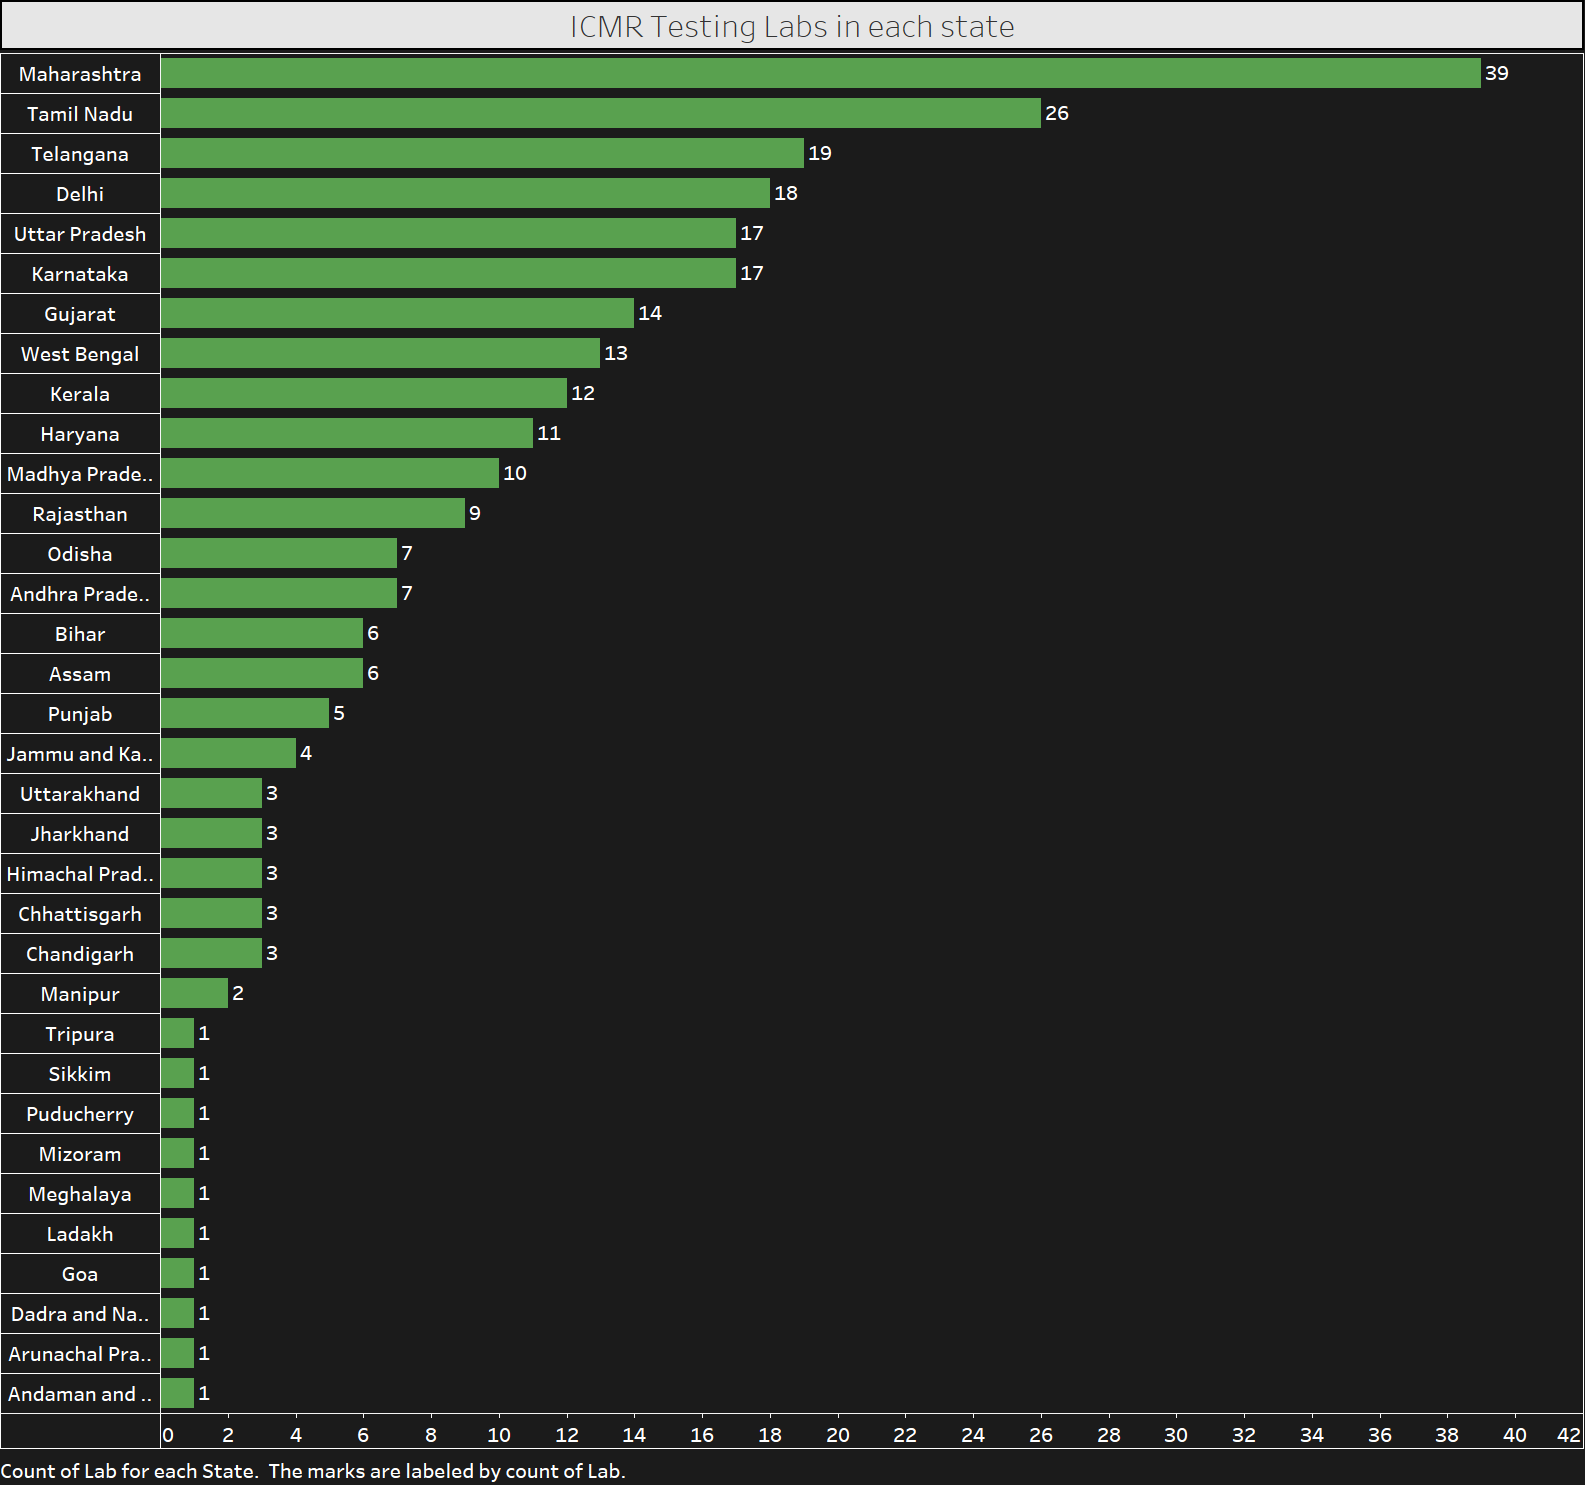 ICMR Testing Labs in each state
Maharashtra 39
Tamil Nadu 26
Telangana 19
Delhi 18
Uttar Pradesh 17
Karnataka 17
Gujarat 14
West Bengal 13
Kerala 12
Haryana 11
Madhya Prade.. 10
Rajasthan 9
Odisha 7
Andhra Prade.. 7
Bihar 6
Assam 6
Punjab 5
Jammu and Ka.. 4
Uttarakhand 3
Jharkhand 3
Himachal Prad.. 3
Chhattisgarh 3
Chandigarh 3
Manipur 2
Tripura 1
Sikkim 1
Puducherry 1
Mizoram 1
Meghalaya 1
Ladakh 1
Goa 1
Dadra and Na.. 1
Arunachal Pra.. 1
Andaman and .. 1
0 2 4 6 8 10 12 14 16 18 20 22 24 26 28 30 32 34 36 38 40 42
Count of Lab for each State.  The marks are labeled by count of Lab.